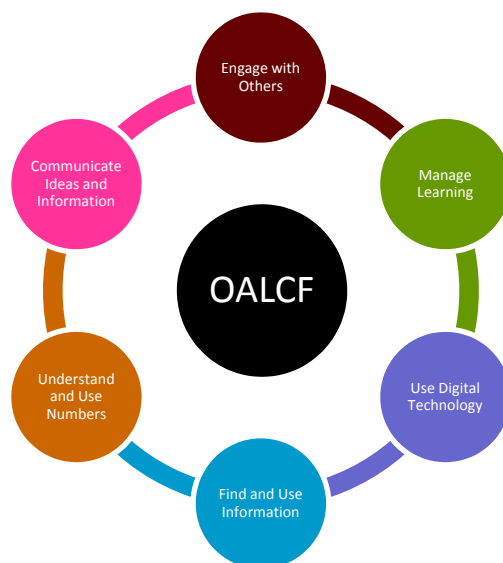 Engage with
Others
Manage
Learning
Use Digital
Technology
Find and Use
Information
Understand
and Use
Numbers
Communicate
Ideas and
Information
OALCF